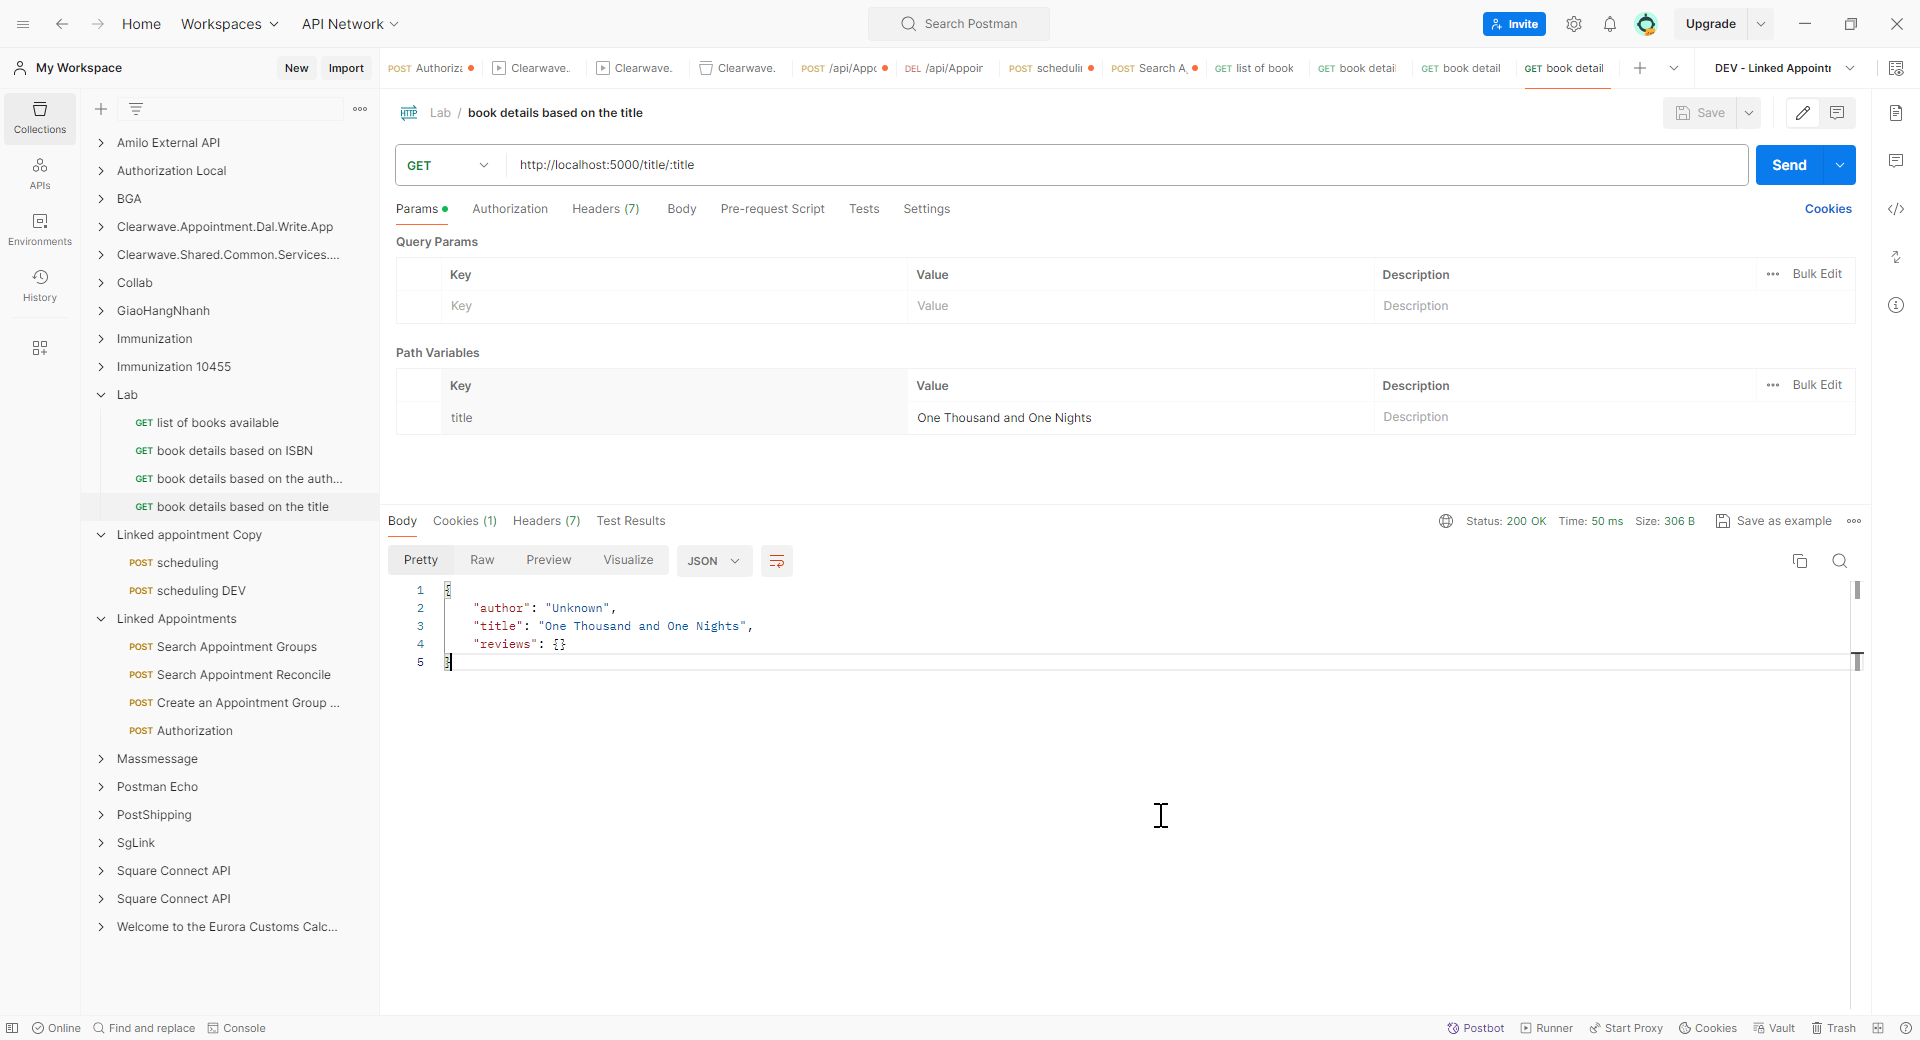 Home Workspaces API Network Search Postman Invite Upgrade
My Workspace New Import POST Authoriz Clearwave. Clearwave. Clearwave. POST /api/Appo DEL /api/Appoin POST schedulin POST Search A GET list of book GET book detail GET book detail GET book detail DEV - Linked Appoint
Collections
APIs
Environments
History
Amilo External API
Authorization Local
BGA
Clearwave.Appointment.Dal.Write.App
Clearwave.Shared.Common.Services....
Collab
GiaoHangNhanh
Immunization
Immunization 10455
Lab
GET list of books available
GET book details based on ISBN
GET book details based on the auth...
GET book details based on the title
Linked appointment Copy
POST scheduling
POST scheduling DEV
Linked Appointments
POST Search Appointment Groups
POST Search Appointment Reconcile
POST Create an Appointment Group ...
POST Authorization
Massmessage
Postman Echo
PostShipping
SgLink
Square Connect API
Square Connect API
Welcome to the Eurora Customs Calc...
HTTP Lab / book details based on the title Save
GET http://localhost:5000/title/:title Send
Params Authorization Headers (7) Body Pre-request Script Tests Settings Cookies
Query Params
Key Value Description Bulk Edit
Key Value Description
Path Variables
Key Value Description Bulk Edit
title One Thousand and One Nights Description
Body Cookies (1) Headers (7) Test Results Status: 200 OK Time: 50 ms Size: 306 B Save as example
Pretty Raw Preview Visualize JSON
1 {
2 "author": "Unknown",
3 "title": "One Thousand and One Nights",
4 "reviews": {}
5 }
Online Find and replace Console Postbot Runner Start Proxy Cookies Vault Trash